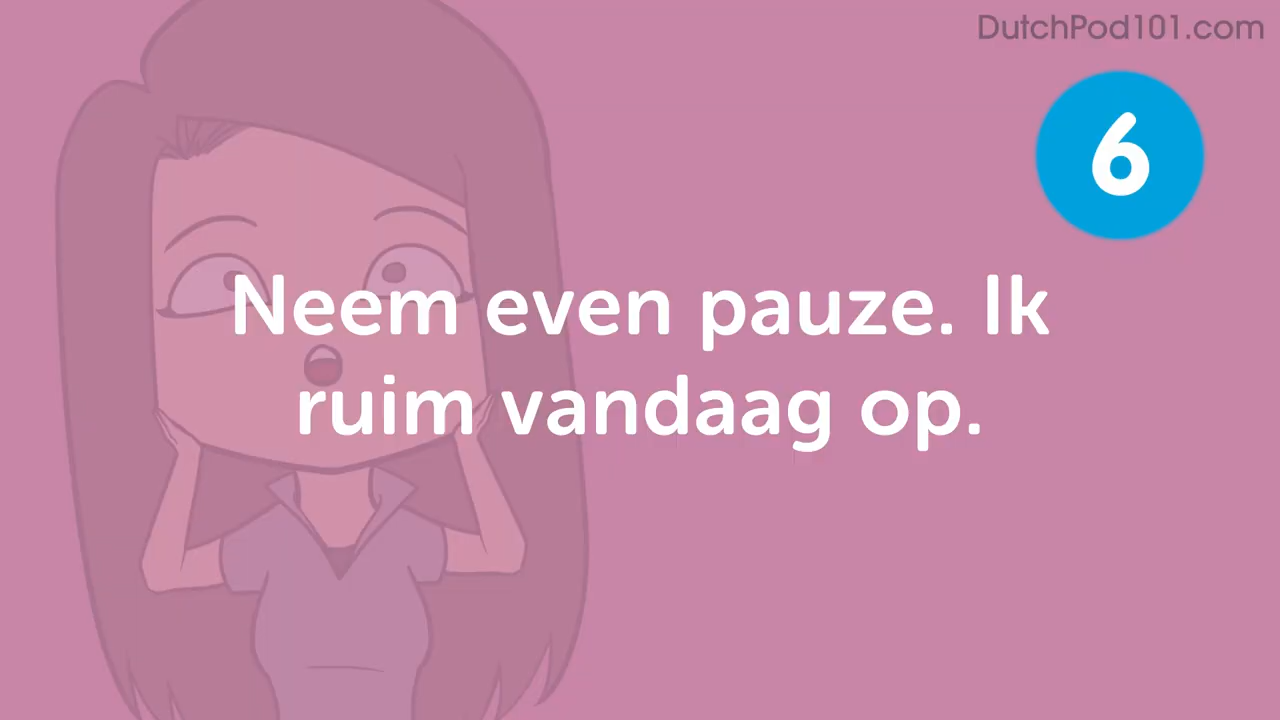 DutchPod101.com
6
Neem even pauze. Ik
ruim vandaag op.